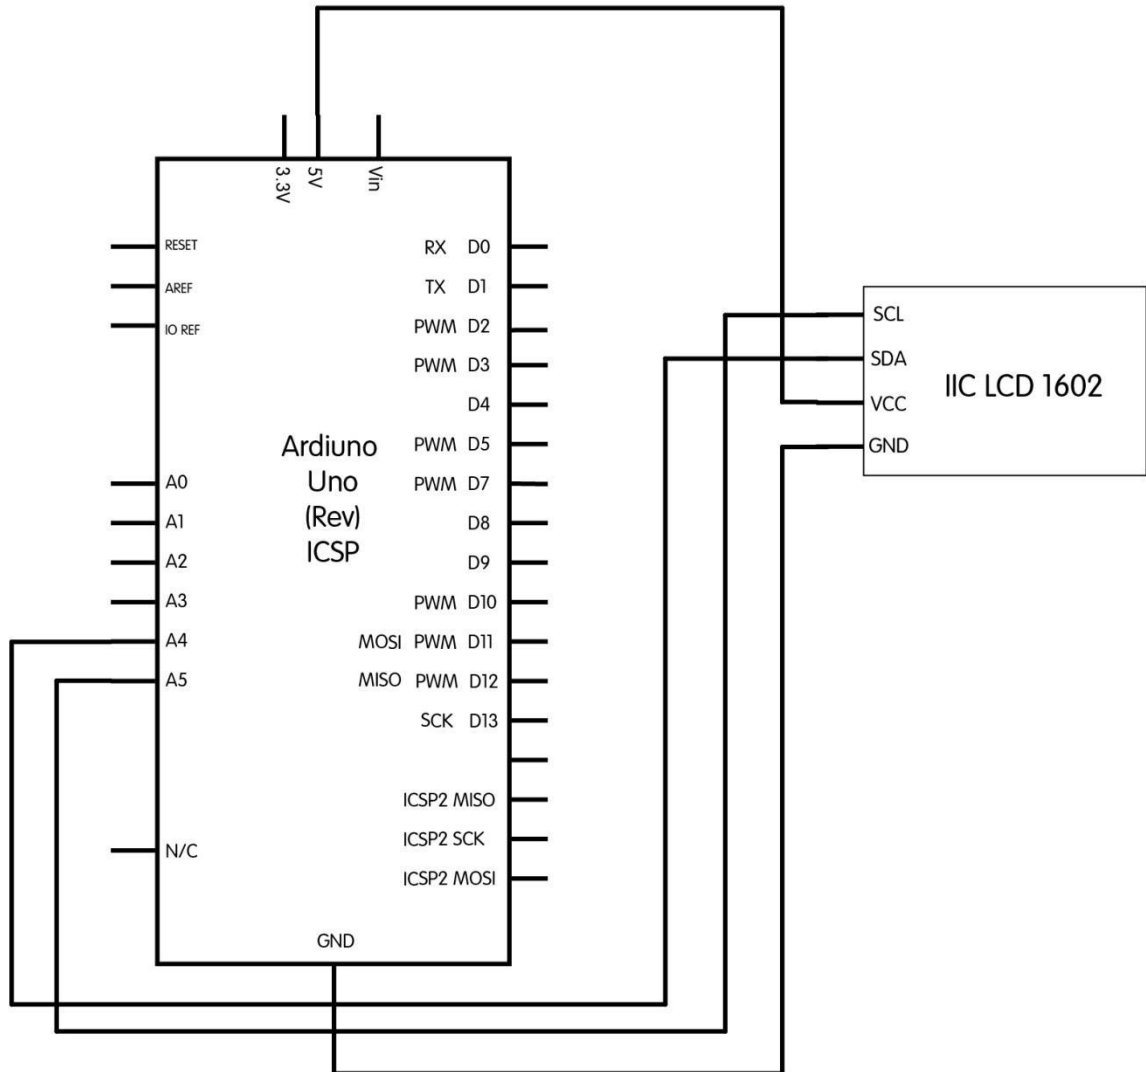 3.3V
5V
Vin
RESET
AREF
IO REF
A0
A1
A2
A3
A4
A5
N/C
Ardiuno
Uno
(Rev)
ICSP
RX D0
TX D1
PWM D2
PWM D3
D4
PWM D5
PWM D7
D8
D9
PWM D10
MOSI PWM D11
MISO PWM D12
SCK D13
ICSP2 MISO
ICSP2 SCK
ICSP2 MOSI
GND
SCL
SDA
VCC
GND
IIC LCD 1602